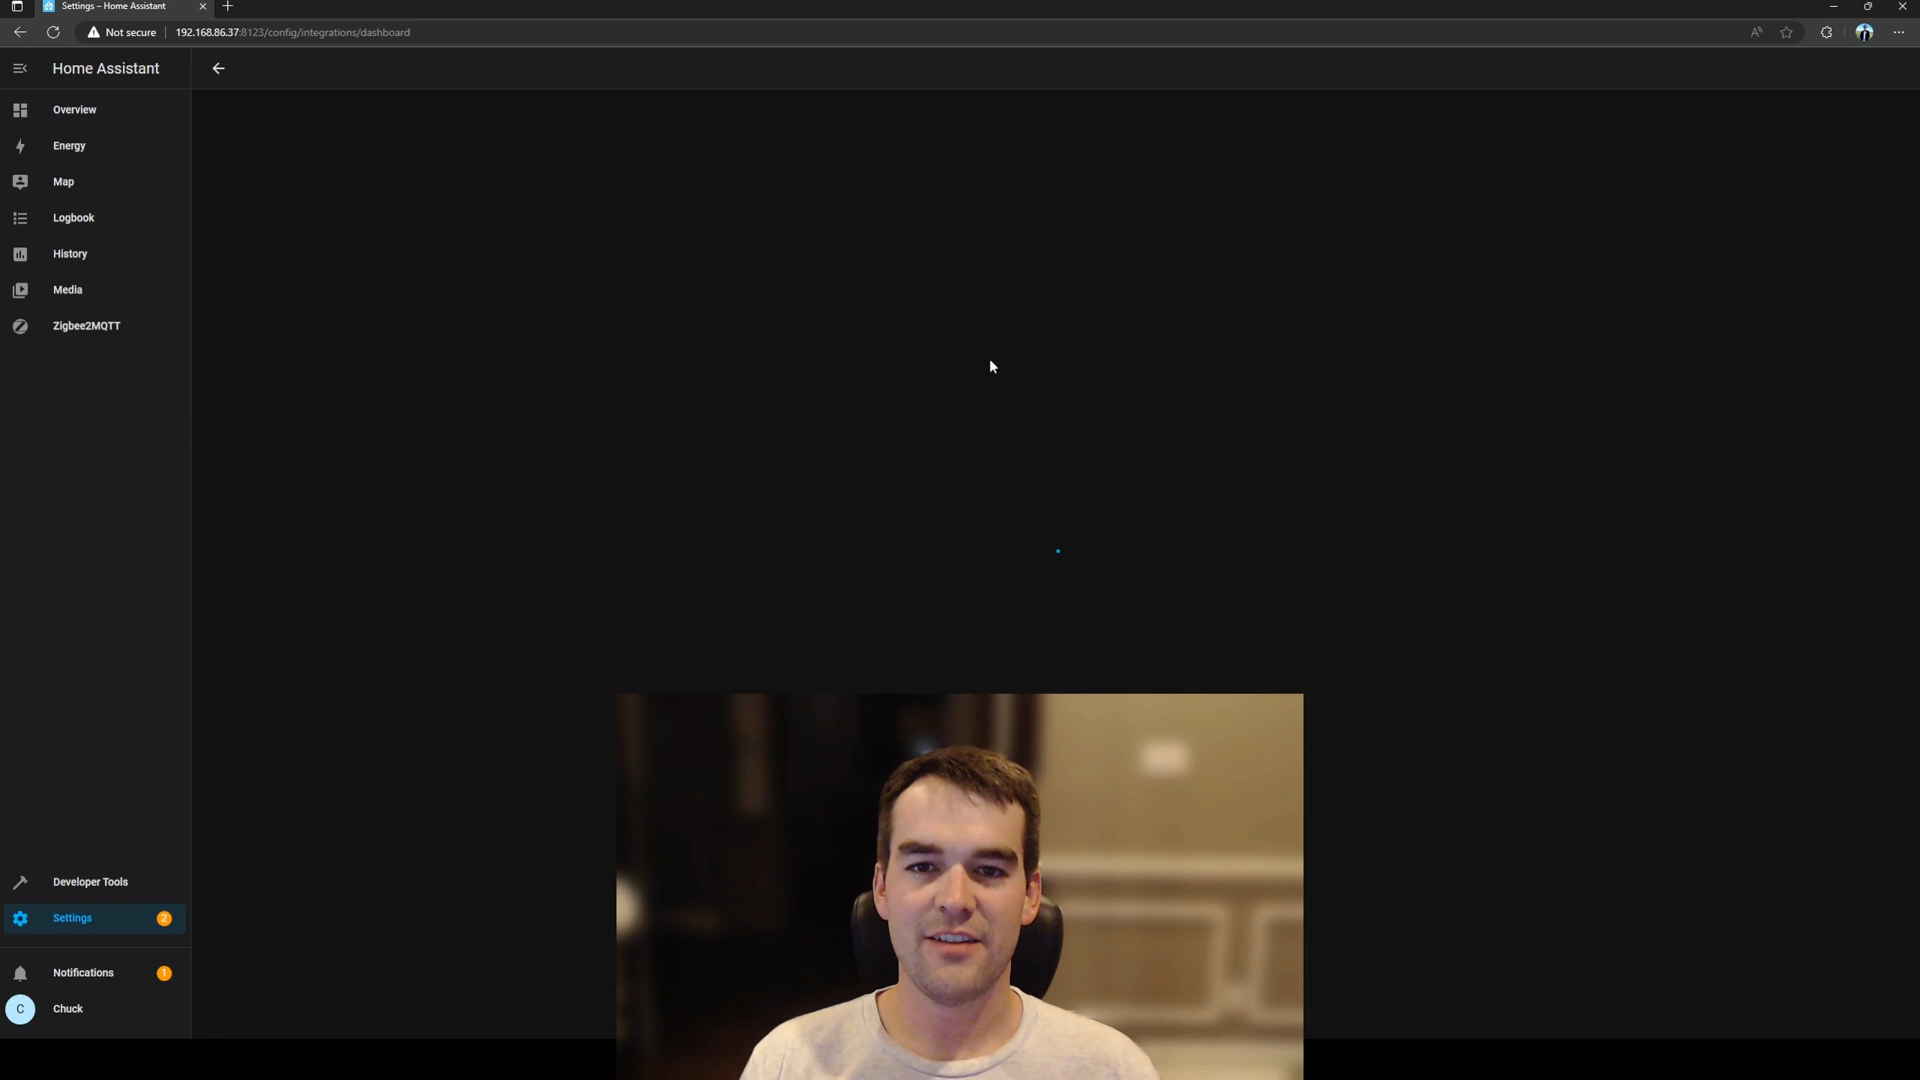 Settings – Home Assistant
Not secure
192.168.86.37:8123/config/integrations/dashboard
Home Assistant
Overview
Energy
Map
Logbook
History
Media
Zigbee2MQTT
Developer Tools
Settings 2
Notifications 1
C Chuck